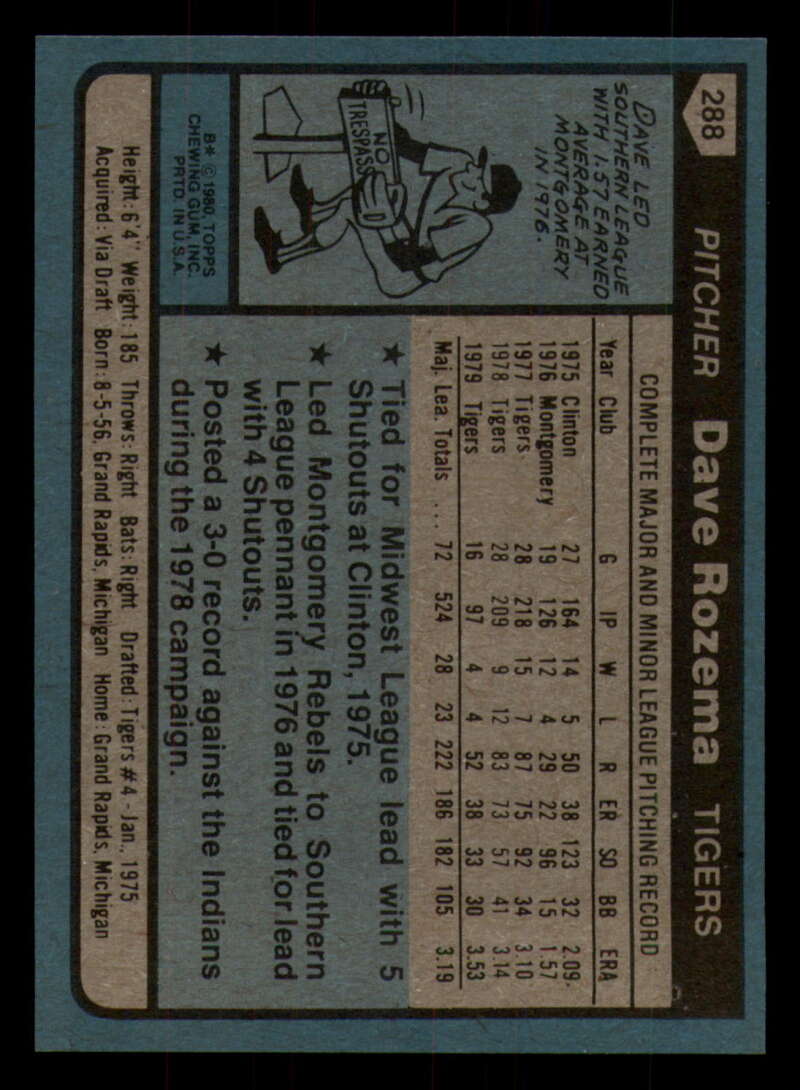 288 PITCHER Dave Rozema TIGERS
DAVE LED
SOUTHERN LEAGUE
WITH 1.57 EARNED
AVERAGE AT
MONTGOMERY
IN 1976.
NO
TRESPASS
B* © 1980, TOPPS
CHEWING GUM, INC.
PRTD. IN U.S.A.
COMPLETE MAJOR AND MINOR LEAGUE PITCHING RECORD
Year Club G IP W L R ER SO BB ERA
1975 Clinton 27 164 14 5 50 38 123 32 2.09
1976 Montgomery 19 126 12 4 29 22 96 15 1.57
1977 Tigers 28 218 15 7 87 75 92 34 3.10
1978 Tigers 28 209 9 12 83 73 57 41 3.14
1979 Tigers 16 97 4 4 52 38 33 30 3.53
Maj. Lea. Totals ... 72 524 28 23 222 186 182 105 3.19
★ Tied for Midwest League lead with 5
Shutouts at Clinton, 1975.
★ Led Montgomery Rebels to Southern
League pennant in 1976 and tied for lead
with 4 Shutouts.
★ Posted a 3-0 record against the Indians
during the 1978 campaign.
Height: 6'4" Weight: 185 Throws: Right Bats: Right Drafted: Tigers #4 - Jan., 1975
Acquired: Via Draft Born: 8-5-56, Grand Rapids, Michigan Home: Grand Rapids, Michigan